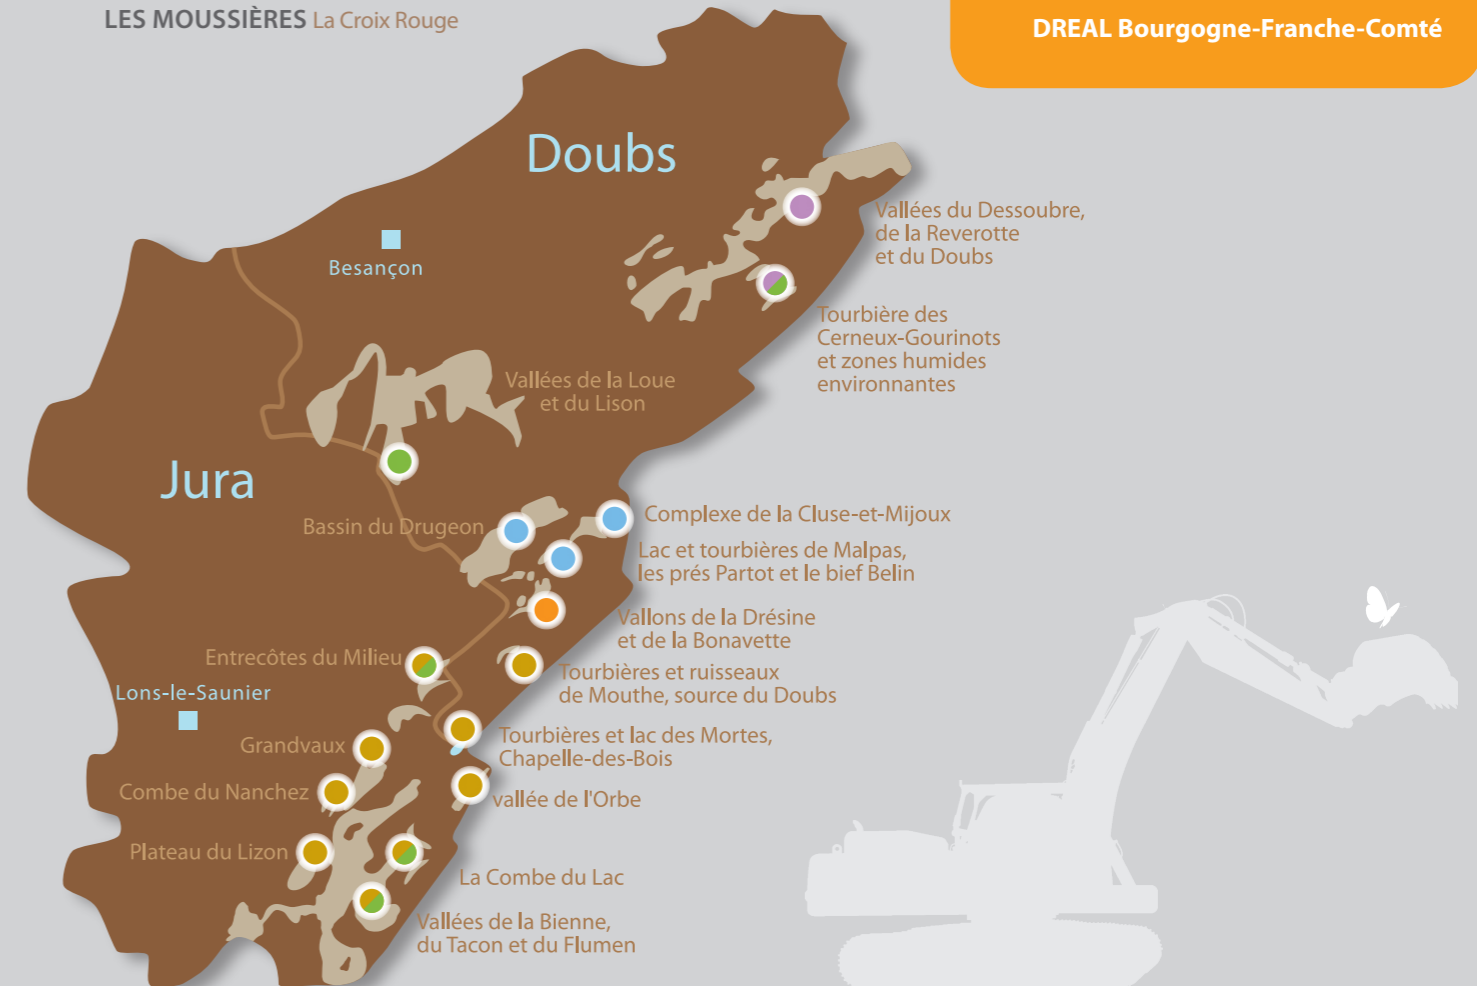 LES MOUSSIÈRES La Croix Rouge
DREAL Bourgogne-Franche-Comté
Doubs
Besançon
Vallées du Dessoubre,
de la Reverotte
et du Doubs
Tourbière des
Cerneux-Gourinots
et zones humides
environnantes
Vallées de la Loue
et du Lison
Jura
Bassin du Drugeon
Complexe de la Cluse-et-Mijoux
Lac et tourbières de Malpas,
les prés Partot et le bief Belin
Vallons de la Drésine
et de la Bonavette
Entrecôtes du Milieu
Tourbières et ruisseaux
de Mouthe, source du Doubs
Lons-le-Saunier
Grandvaux
Tourbières et lac des Mortes,
Chapelle-des-Bois
Combe du Nanchez
vallée de l'Orbe
Plateau du Lizon
La Combe du Lac
Vallées de la Bienne,
du Tacon et du Flumen